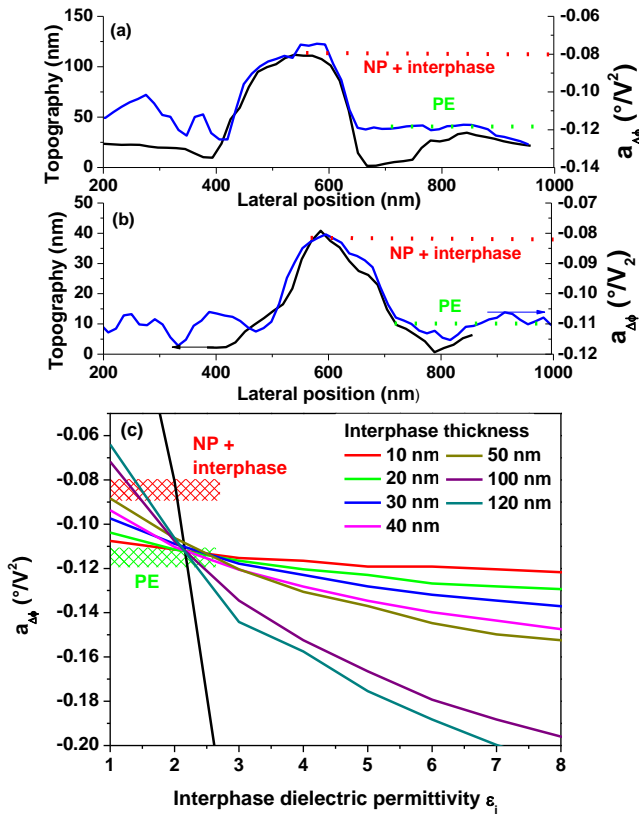 (a)
150
100
50
0
Topography (nm)
NP + interphase
PE
-0.06
-0.08
-0.10
-0.12
-0.14
aΔϕ (°/V²)
200 400 600 800 1000
Lateral position (nm)
(b)
50
40
30
20
10
0
Topography (nm)
NP + interphase
PE
-0.07
-0.08
-0.09
-0.10
-0.11
-0.12
aΔϕ (°/V₂)
200 400 600 800 1000
Lateral position (nm)
(c)
-0.06
-0.08
-0.10
-0.12
-0.14
-0.16
-0.18
-0.20
aΔϕ (°/V²)
NP +
interphase
PE
Interphase thickness
10 nm
20 nm
30 nm
40 nm
50 nm
100 nm
120 nm
1 2 3 4 5 6 7 8
Interphase dielectric permittivity εi